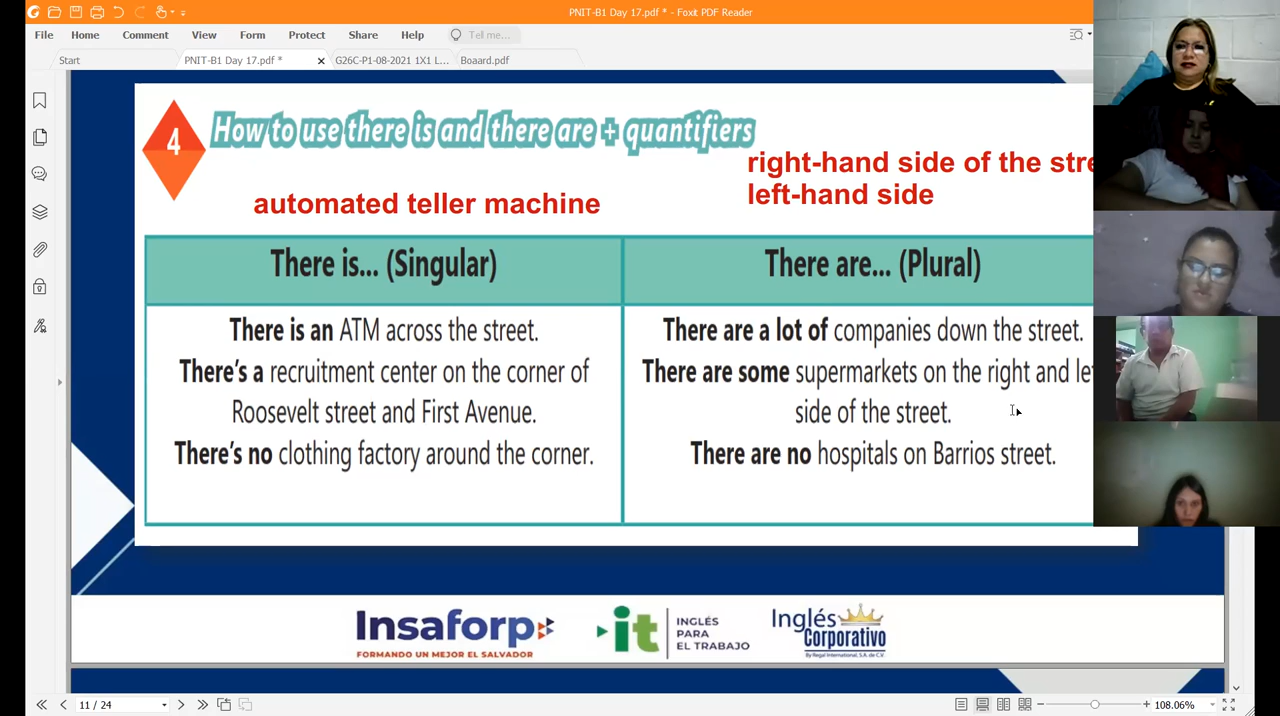 PNIT-B1 Day 17.pdf * - Foxit PDF Reader
File Home Comment View Form Protect Share Help Tell me...
Start PNIT-B1 Day 17.pdf * G26C-P1-08-2021 1X1 L... Boaard.pdf
4
How to use there is and there are + quantifiers
right-hand side of the stre
left-hand side
automated teller machine
There is... (Singular)
There is an ATM across the street.
There's a recruitment center on the corner of
Roosevelt street and First Avenue.
There's no clothing factory around the corner.
There are... (Plural)
There are a lot of companies down the street.
There are some supermarkets on the right and le
side of the street.
There are no hospitals on Barrios street.
Insaforp
FORMANDO UN MEJOR EL SALVADOR
it
INGLÉS
PARA
EL TRABAJO
Inglés
Corporativo
By Regal International, S.A. de C.V.
11 / 24
108.06%